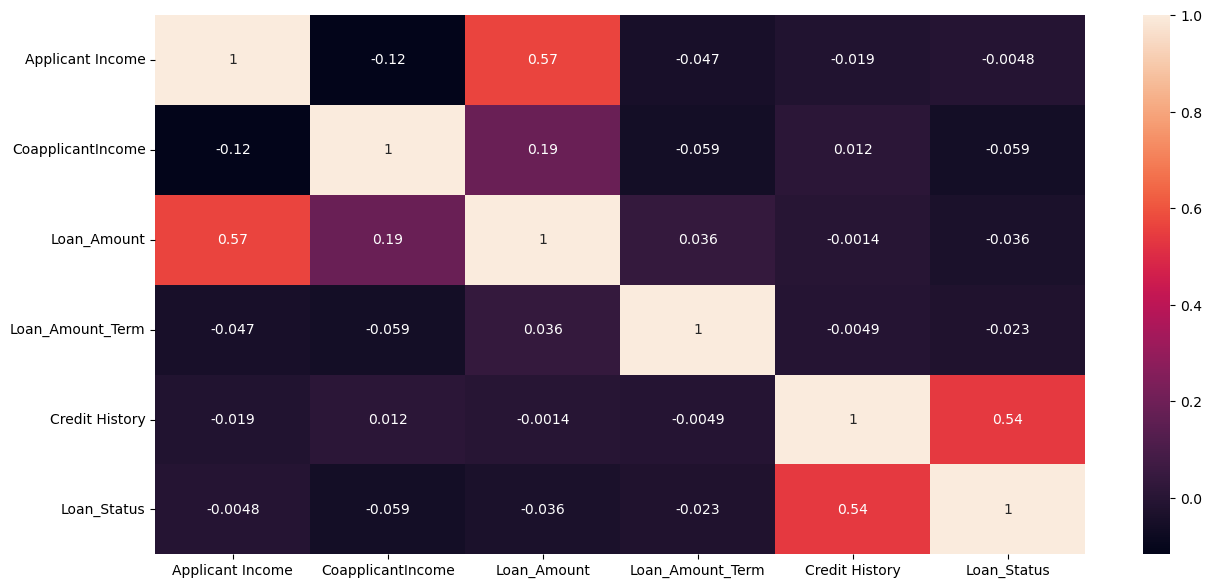 Applicant Income 1 -0.12 0.57 -0.047 -0.019 -0.0048
CoapplicantIncome -0.12 1 0.19 -0.059 0.012 -0.059
Loan_Amount 0.57 0.19 1 0.036 -0.0014 -0.036
Loan_Amount_Term -0.047 -0.059 0.036 1 -0.0049 -0.023
Credit History -0.019 0.012 -0.0014 -0.0049 1 0.54
Loan_Status -0.0048 -0.059 -0.036 -0.023 0.54 1
Applicant Income CoapplicantIncome Loan_Amount Loan_Amount_Term Credit History Loan_Status
1.0
0.8
0.6
0.4
0.2
0.0